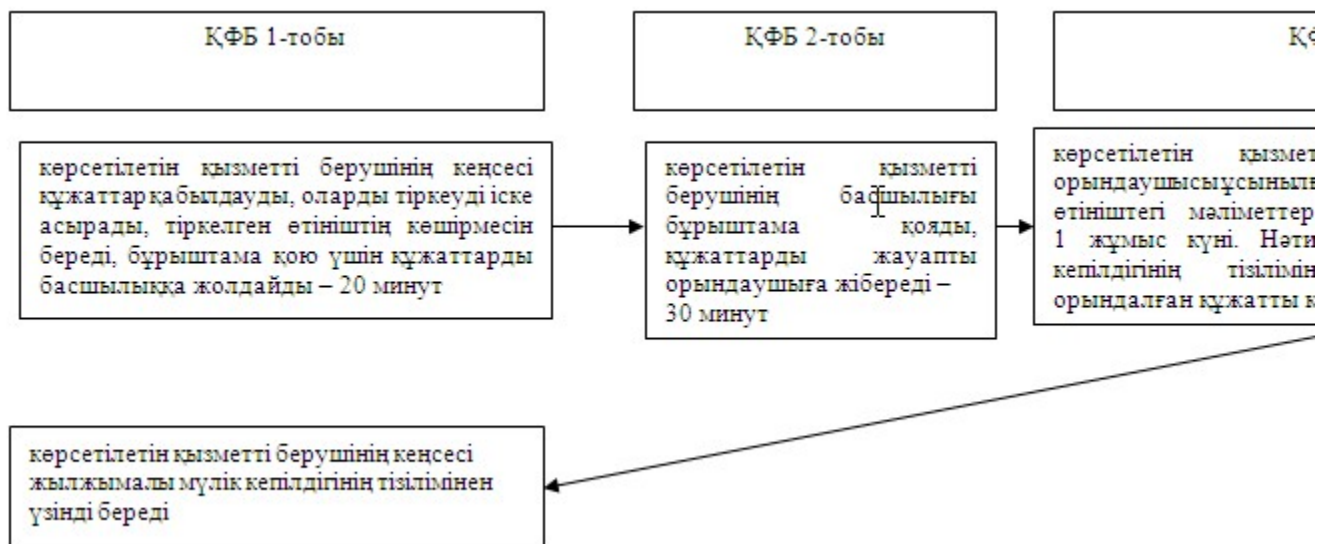 ҚФБ 1-тобы
ҚФБ 2-тобы
көрсетілетін қызметті берушінің кеңсесі
құжаттар қабылдауды, оларды тіркеуді іске
асырады, тіркелген өтініштің көшірмесін
береді, бұрыштама қою үшін құжаттарды
басшылыққа жолдайды – 20 минут
көрсетілетін қызметті
берушінің басшылығы
бұрыштама қояды,
құжаттарды жауапты
орындаушыға жібереді –
30 минут
көрсетілетін
өтініштегі
1 жұмыс күні.
кепілдігінің
орындалған құжатты
көрсетілетін қызметті берушінің кеңсесі
жылжымалы мүлік кепілдігінің тізілімінен
үзінді береді